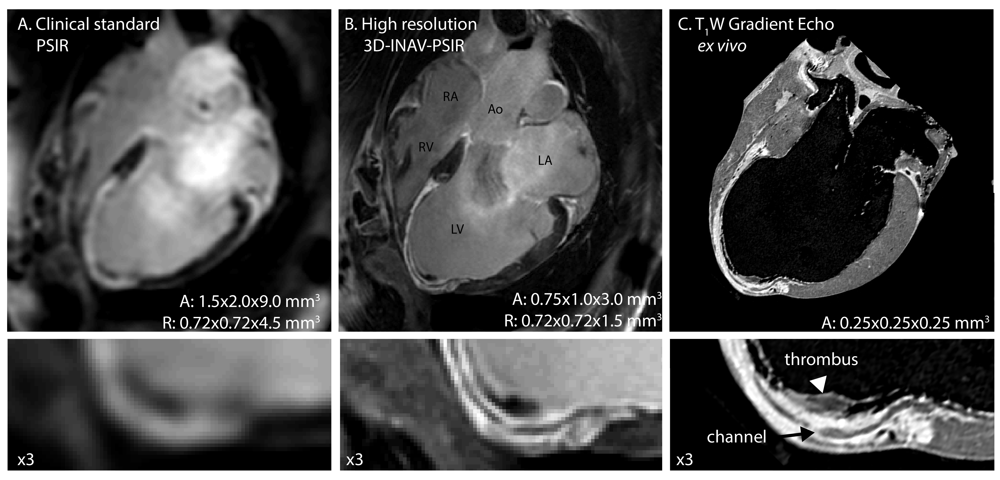 A. Clinical standard
PSIR
A: 1.5x2.0x9.0 mm³
R: 0.72x0.72x4.5 mm³
B. High resolution
3D-INAV-PSIR
RA
Ao
RV
LA
LV
A: 0.75x1.0x3.0 mm³
R: 0.72x0.72x1.5 mm³
C. T₁W Gradient Echo
ex vivo
A: 0.25x0.25x0.25 mm³
x3
x3
thrombus
channel
x3